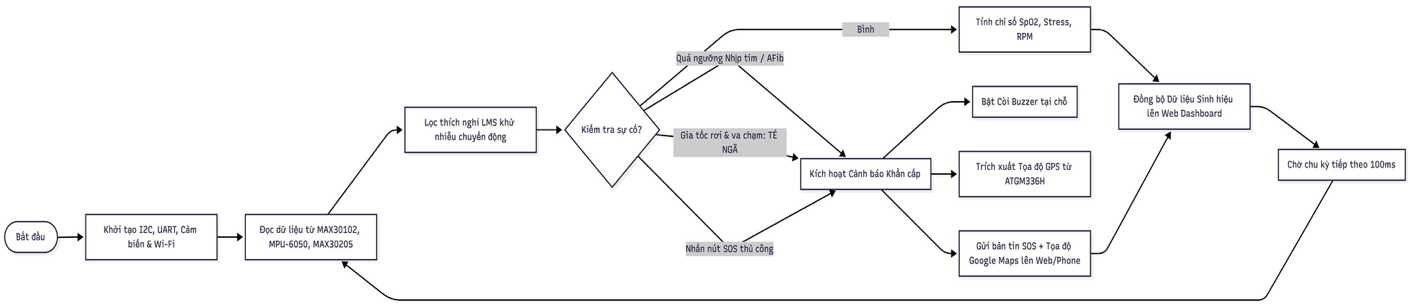 Bắt đầu
Khởi tạo I2C, UART, Cảm
biến & Wi-Fi
Đọc dữ liệu từ MAX30102,
MPU-6050, MAX30205
Lọc thích nghi LMS khử
nhiễu chuyển động
Kiểm tra sự cố?
Bình
Quá ngưỡng Nhịp tim / AFib
Gia tốc rơi & va chạm: TÉ
NGÃ
Nhấn nút SOS thủ công
Kích hoạt Cảnh báo Khẩn cấp
Tính chỉ số SpO2, Stress,
RPM
Bật Còi Buzzer tại chỗ
Trích xuất Tọa độ GPS từ
ATGM336H
Gửi bản tin SOS + Tọa độ
Google Maps lên Web/Phone
Đồng bộ Dữ liệu Sinh hiệu
lên Web Dashboard
Chờ chu kỳ tiếp theo 100ms